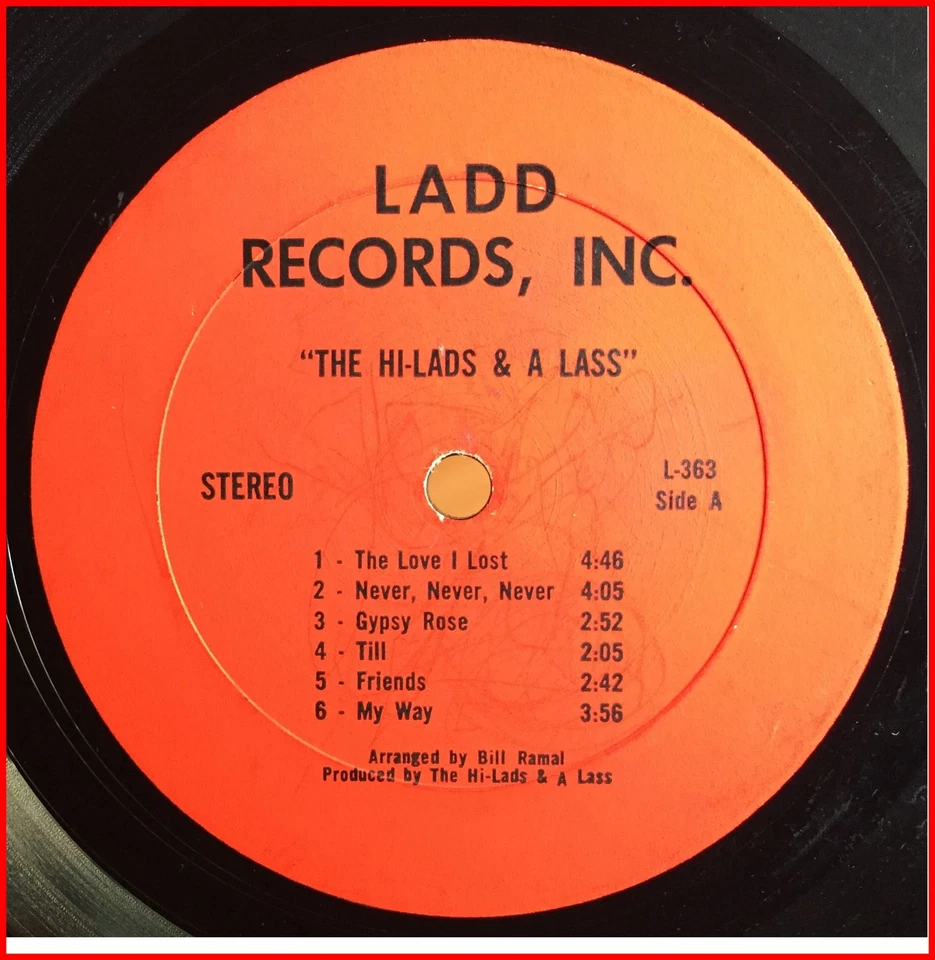 LADD
RECORDS, INC.
"THE HI-LADS & A LASS"
STEREO
L-363
Side A
1 - The Love I Lost 4:46
2 - Never, Never, Never 4:05
3 - Gypsy Rose 2:52
4 - Till 2:05
5 - Friends 2:42
6 - My Way 3:56
Arranged by Bill Ramal
Produced by The Hi-Lads & A Lass